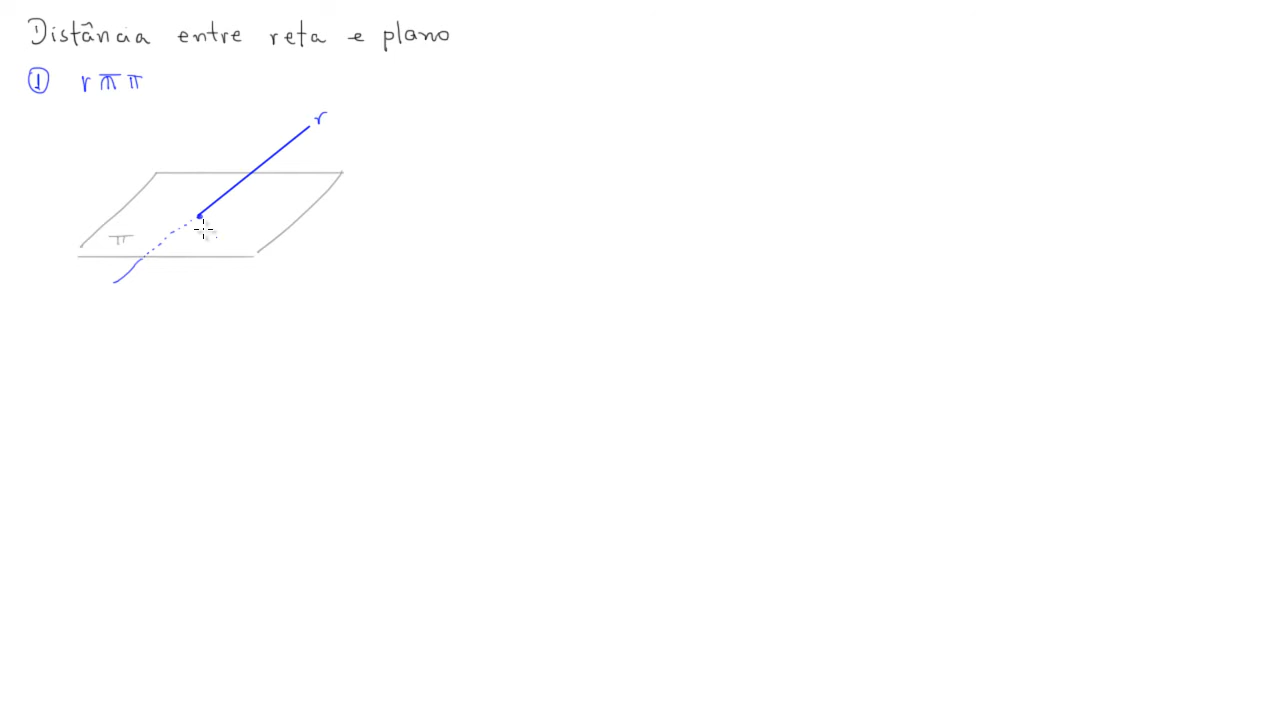 Distância entre reta e plano
① r ⊼ π
r
π